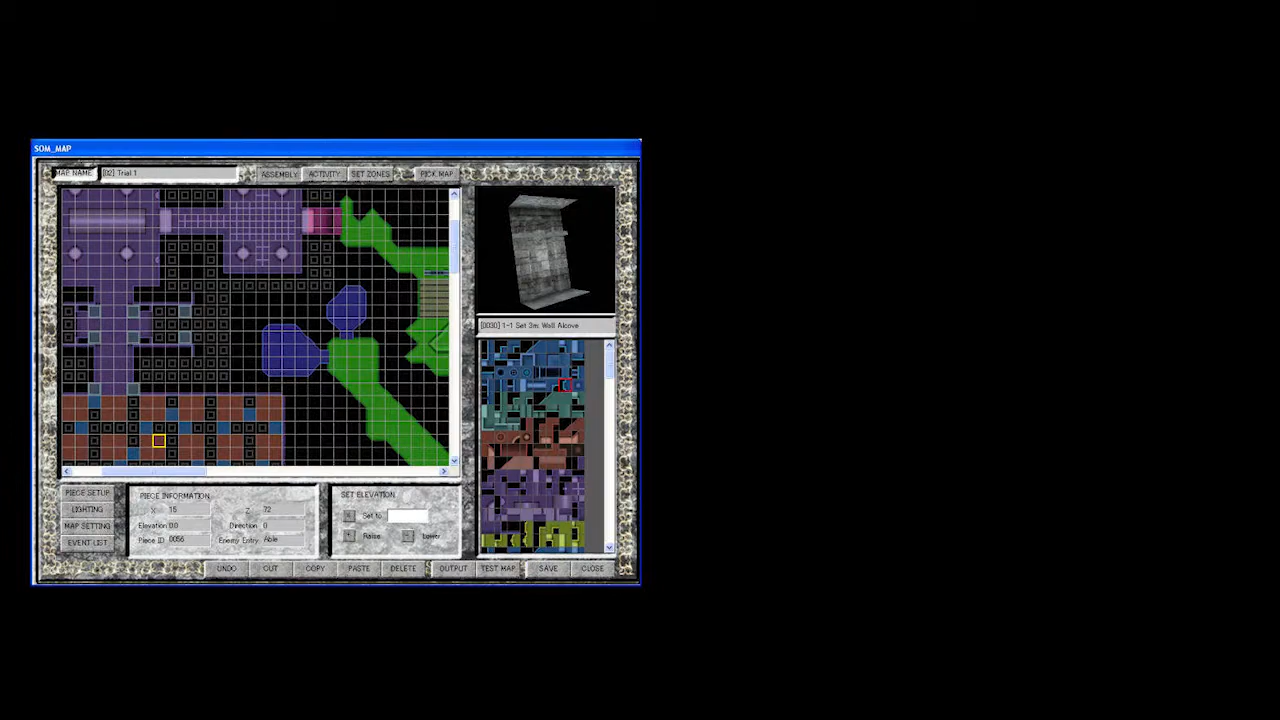 SOM_MAP
MAP NAME [02] Trial 1 ASSEMBLY ACTIVITY SET ZONES PICK MAP
[0030] 1-1 Set 3m: Wall Alcove
PIECE SETUP
LIGHTING
MAP SETTING
EVENT LIST
PIECE INFORMATION
X 15 Z 72
Elevation 0.0 Direction 0
Piece ID 0056 Enemy Entry Able
SET ELEVATION
Set to
+ Raise - Lower
UNDO CUT COPY PASTE DELETE OUTPUT TEST MAP SAVE CLOSE